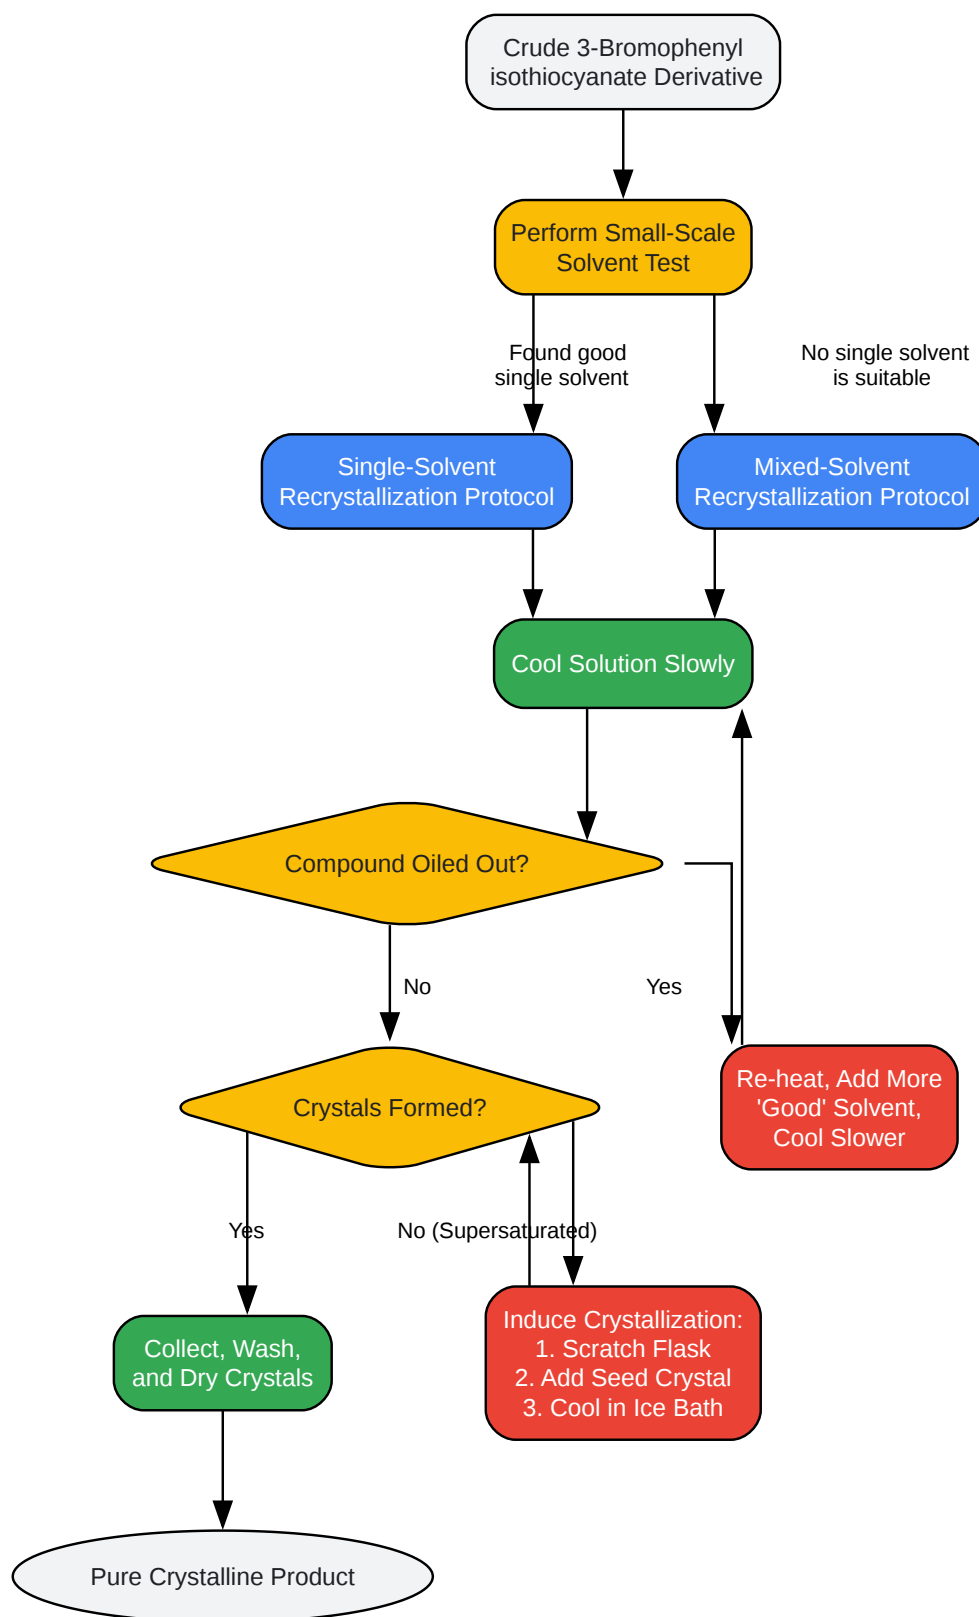 Crude 3-Bromophenyl
isothiocyanate Derivative
Perform Small-Scale
Solvent Test
Found good
single solvent
No single solvent
is suitable
Single-Solvent
Recrystallization Protocol
Mixed-Solvent
Recrystallization Protocol
Cool Solution Slowly
Compound Oiled Out?
No
Yes
Re-heat, Add More
'Good' Solvent,
Cool Slower
Crystals Formed?
Yes
No (Supersaturated)
Induce Crystallization:
1. Scratch Flask
2. Add Seed Crystal
3. Cool in Ice Bath
Collect, Wash,
and Dry Crystals
Pure Crystalline Product